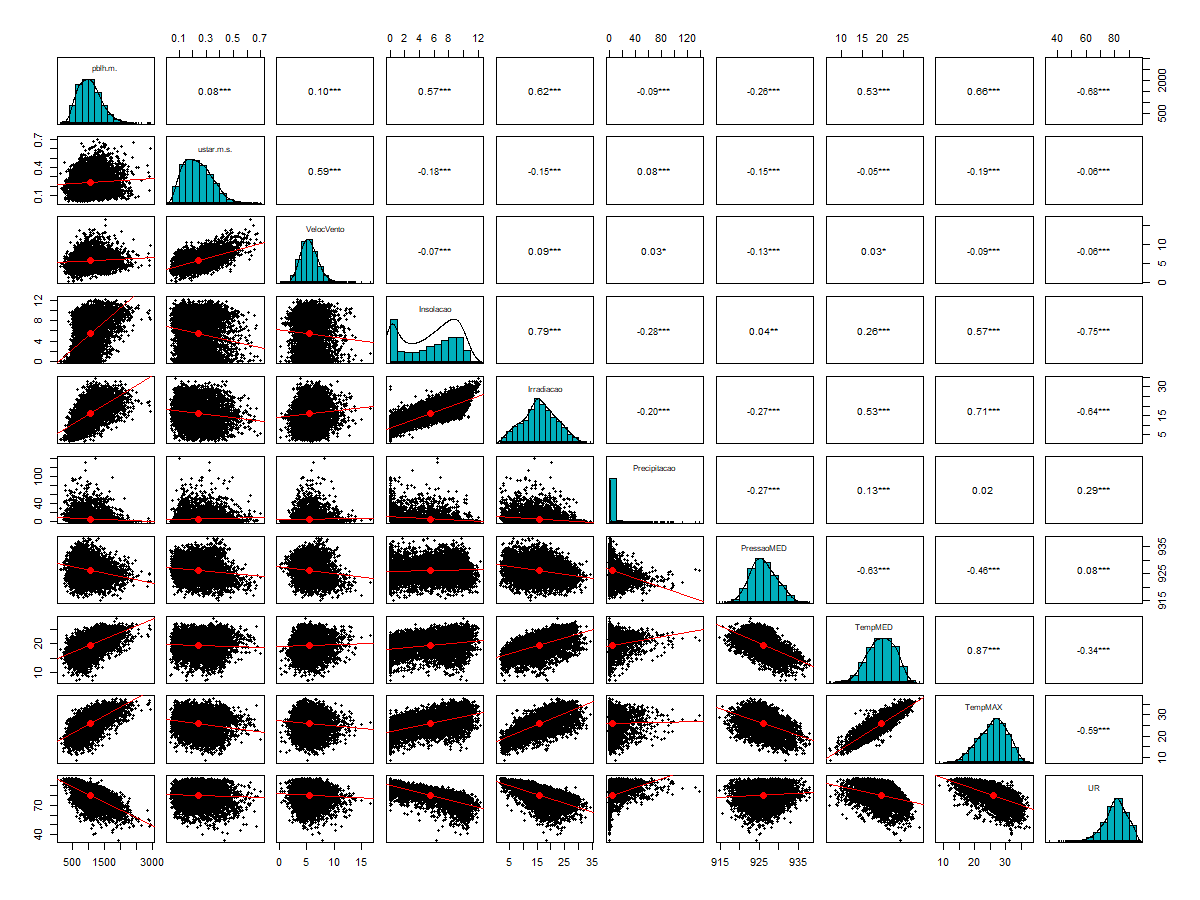 0.1 0.3 0.5 0.7 0 2 4 6 8 12 0 40 80 120 10 15 20 25 40 60 80
pblh.m. 0.08*** 0.10*** 0.57*** 0.62*** -0.09*** -0.26*** 0.53*** 0.66*** -0.68*** 500 2000
0.1 0.4 0.7 ustar.m.s. 0.59*** -0.18*** -0.15*** 0.08*** -0.15*** -0.05*** -0.19*** -0.06***
VelocVento -0.07*** 0.09*** 0.03* -0.13*** 0.03* -0.09*** -0.06*** 0 5 10
0 4 8 12 Insolacao 0.79*** -0.28*** 0.04** 0.26*** 0.57*** -0.75***
Irradiacao -0.20*** -0.27*** 0.53*** 0.71*** -0.64*** 5 15 30
0 40 100 Precipitacao -0.27*** 0.13*** 0.02 0.29***
PressaoMED -0.63*** -0.46*** 0.08*** 915 925 935
10 20 TempMED 0.87*** -0.34***
TempMAX -0.59*** 10 20 30
40 70 UR
500 1500 3000 0 5 10 15 5 15 25 35 915 925 935 10 20 30